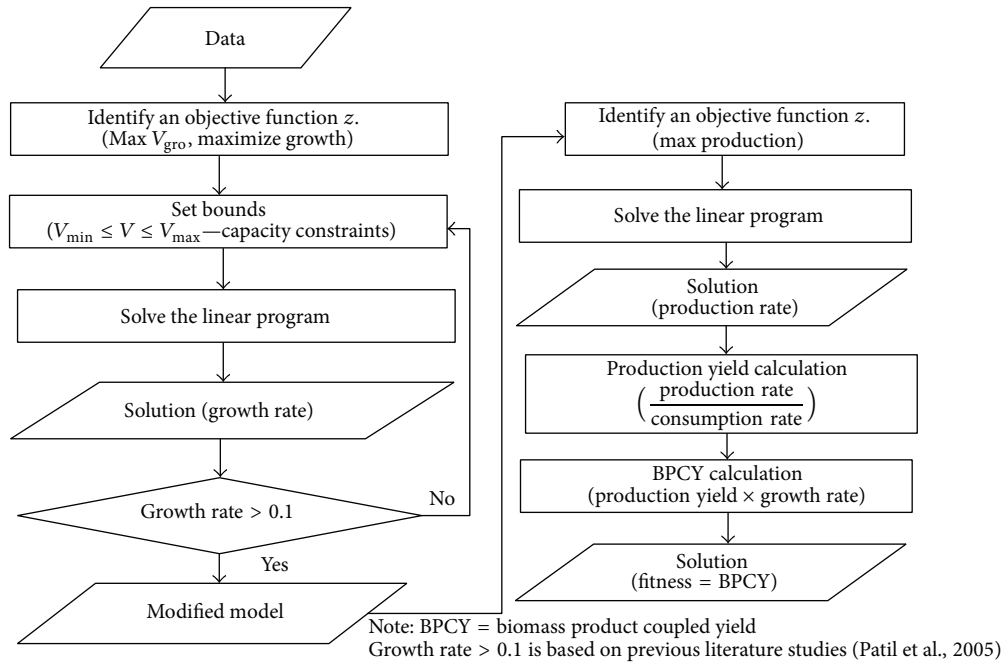 Data
Identify an objective function z.
(Max V_gro, maximize growth)
Set bounds
(V_min ≤ V ≤ V_max—capacity constraints)
Solve the linear program
Solution (growth rate)
Growth rate > 0.1
No
Yes
Modified model
Identify an objective function z.
(max production)
Solve the linear program
Solution
(production rate)
Production yield calculation
(production rate
consumption rate)
BPCY calculation
(production yield × growth rate)
Solution
(fitness = BPCY)
Note: BPCY = biomass product coupled yield
Growth rate > 0.1 is based on previous literature studies (Patil et al., 2005)